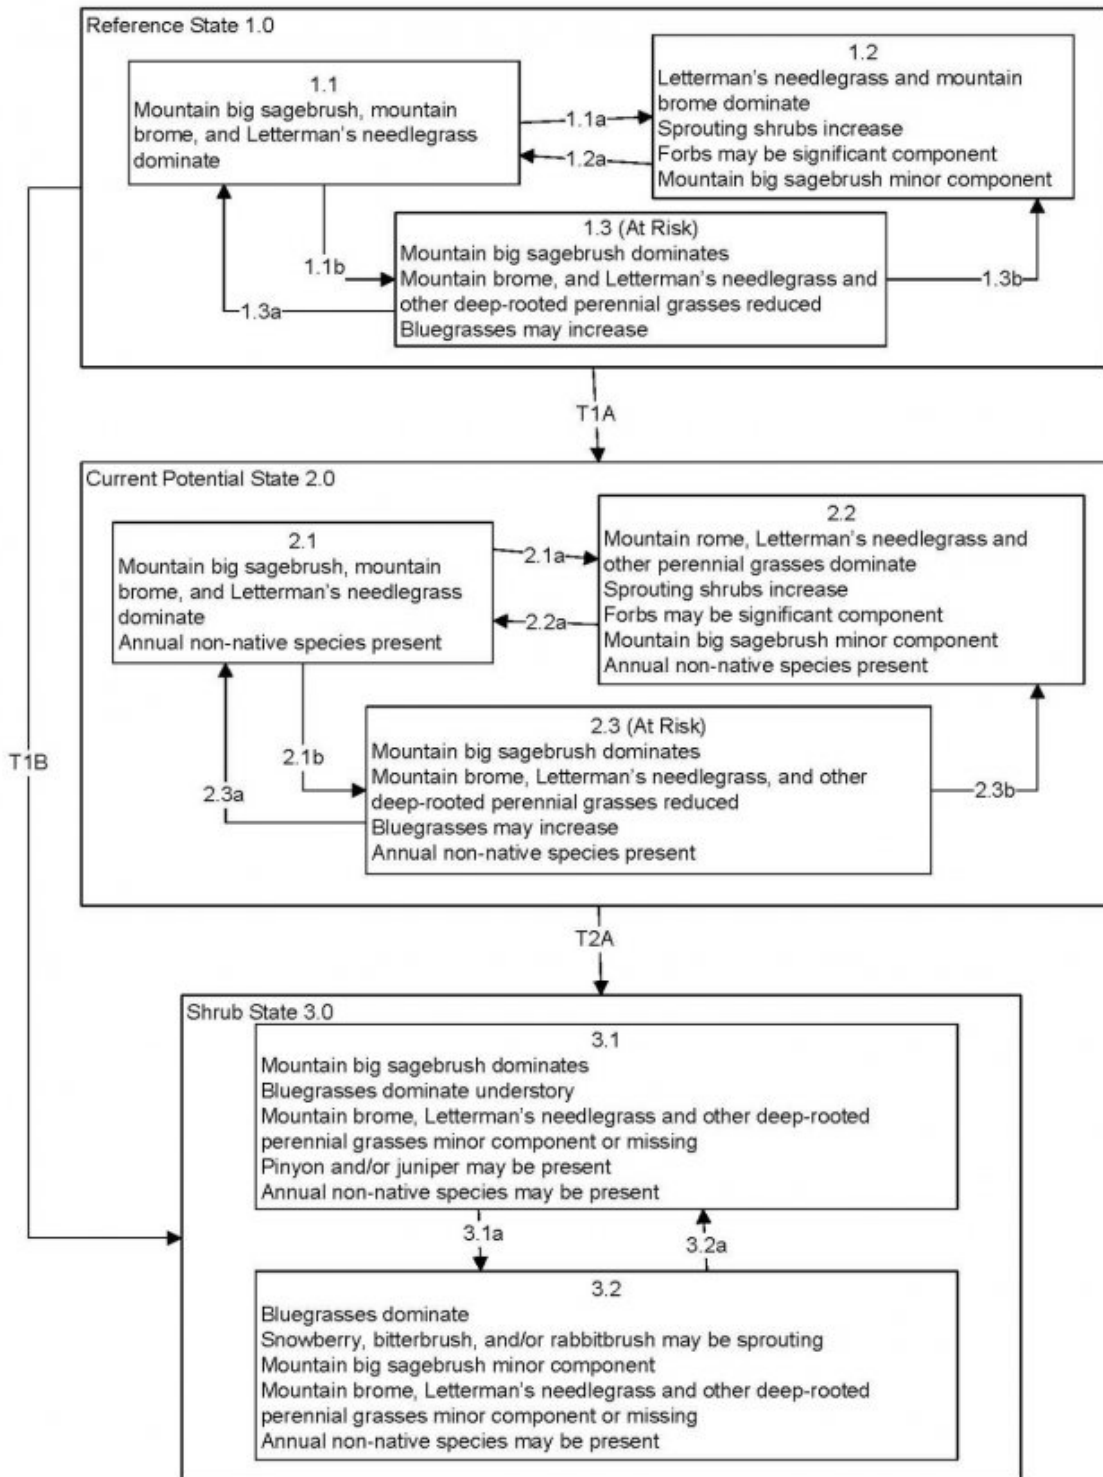 Reference State 1.0
1.1
Mountain big sagebrush, mountain
brome, and Letterman's needlegrass
dominate
1.1a
1.2a
1.2
Letterman's needlegrass and mountain
brome dominate
Sprouting shrubs increase
Forbs may be significant component
Mountain big sagebrush minor component
1.1b
1.3a
1.3 (At Risk)
Mountain big sagebrush dominates
Mountain brome, and Letterman's needlegrass and
other deep-rooted perennial grasses reduced
Bluegrasses may increase
1.3b
T1A
Current Potential State 2.0
2.1
Mountain big sagebrush, mountain
brome, and Letterman's needlegrass
dominate
Annual non-native species present
2.1a
2.2a
2.2
Mountain rome, Letterman's needlegrass and
other perennial grasses dominate
Sprouting shrubs increase
Forbs may be significant component
Mountain big sagebrush minor component
Annual non-native species present
T1B
2.1b
2.3a
2.3 (At Risk)
Mountain big sagebrush dominates
Mountain brome, Letterman's needlegrass, and other
deep-rooted perennial grasses reduced
Bluegrasses may increase
Annual non-native species present
2.3b
T2A
Shrub State 3.0
3.1
Mountain big sagebrush dominates
Bluegrasses dominate understory
Mountain brome, Letterman's needlegrass and other deep-rooted
perennial grasses minor component or missing
Pinyon and/or juniper may be present
Annual non-native species may be present
3.1a
3.2a
3.2
Bluegrasses dominate
Snowberry, bitterbrush, and/or rabbitbrush may be sprouting
Mountain big sagebrush minor component
Mountain brome, Letterman's needlegrass and other deep-rooted
perennial grasses minor component or missing
Annual non-native species may be present